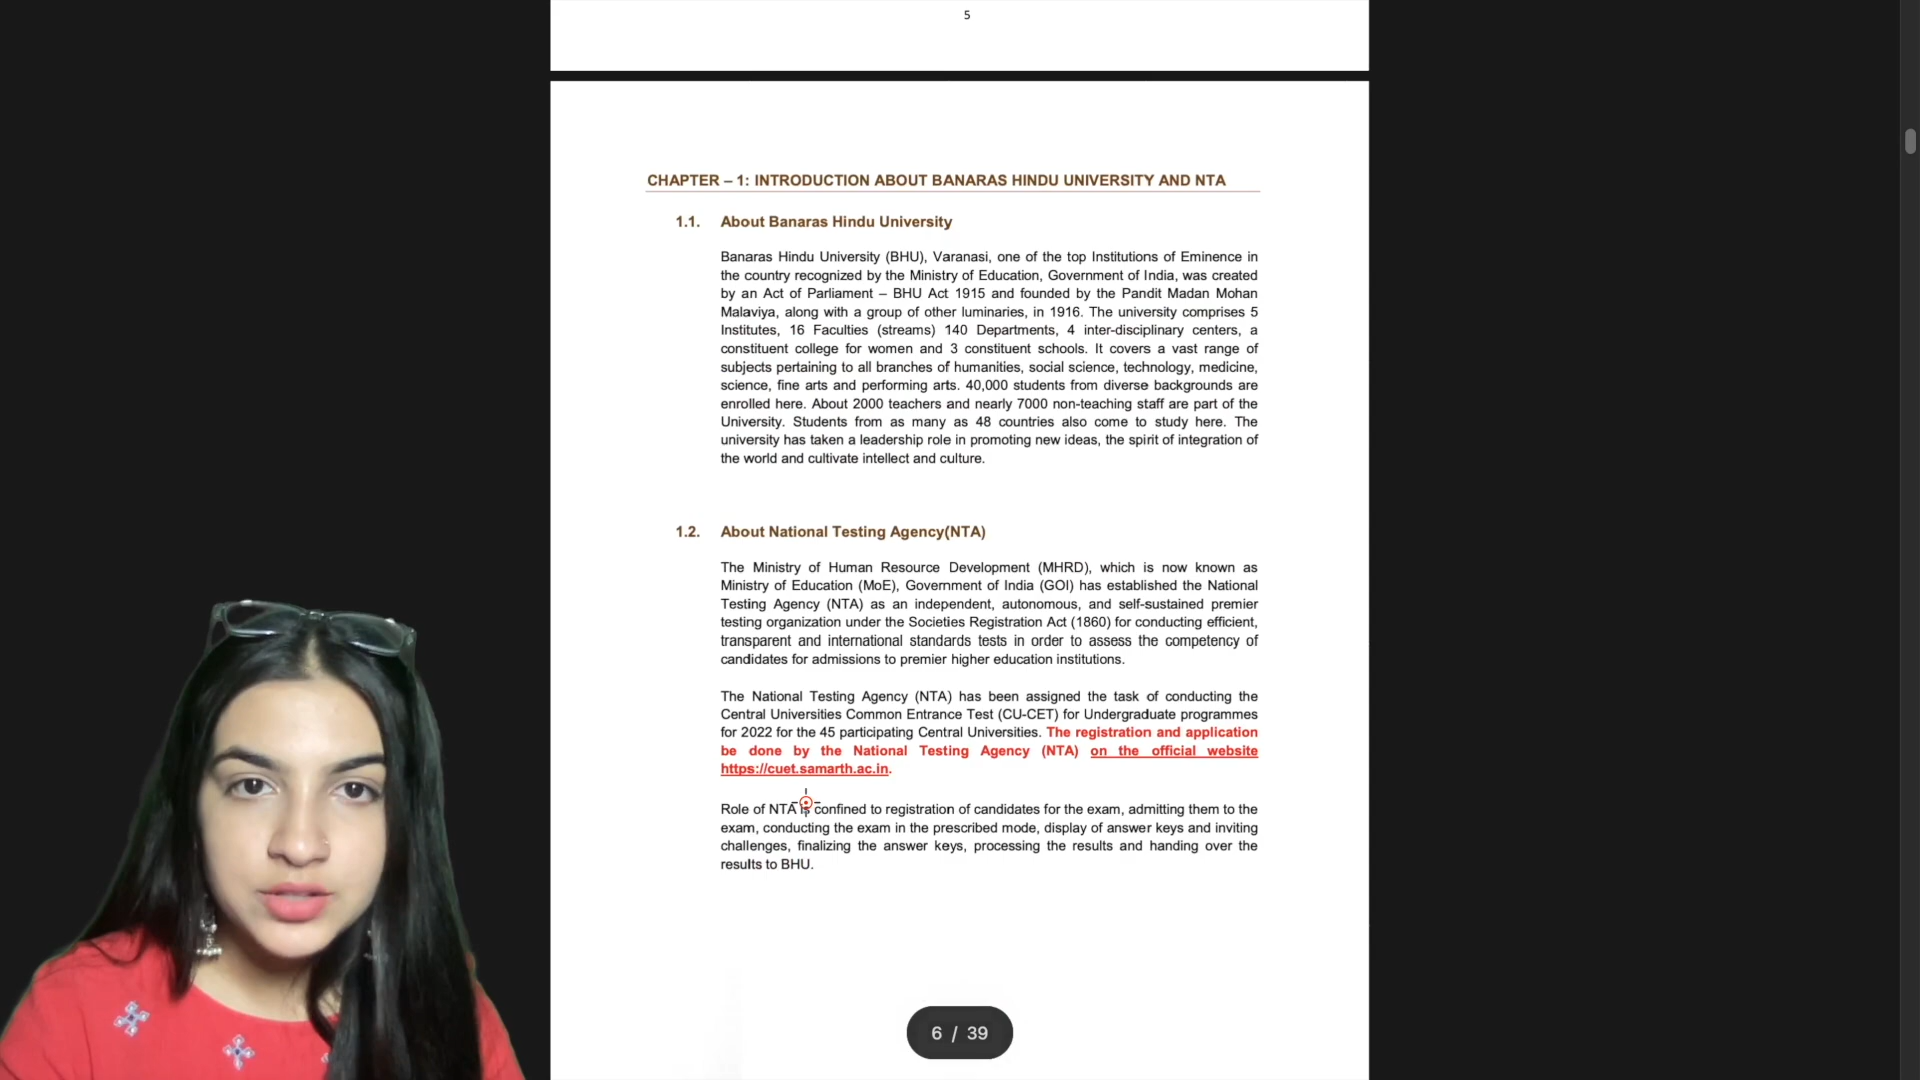 5
CHAPTER – 1: INTRODUCTION ABOUT BANARAS HINDU UNIVERSITY AND NTA
1.1. About Banaras Hindu University
Banaras Hindu University (BHU), Varanasi, one of the top Institutions of Eminence in
the country recognized by the Ministry of Education, Government of India, was created
by an Act of Parliament – BHU Act 1915 and founded by the Pandit Madan Mohan
Malaviya, along with a group of other luminaries, in 1916. The university comprises 5
Institutes, 16 Faculties (streams) 140 Departments, 4 inter-disciplinary centers, a
constituent college for women and 3 constituent schools. It covers a vast range of
subjects pertaining to all branches of humanities, social science, technology, medicine,
science, fine arts and performing arts. 40,000 students from diverse backgrounds are
enrolled here. About 2000 teachers and nearly 7000 non-teaching staff are part of the
University. Students from as many as 48 countries also come to study here. The
university has taken a leadership role in promoting new ideas, the spirit of integration of
the world and cultivate intellect and culture.
1.2. About National Testing Agency(NTA)
The Ministry of Human Resource Development (MHRD), which is now known as
Ministry of Education (MoE), Government of India (GOI) has established the National
Testing Agency (NTA) as an independent, autonomous, and self-sustained premier
testing organization under the Societies Registration Act (1860) for conducting efficient,
transparent and international standards tests in order to assess the competency of
candidates for admissions to premier higher education institutions.
The National Testing Agency (NTA) has been assigned the task of conducting the
Central Universities Common Entrance Test (CU-CET) for Undergraduate programmes
for 2022 for the 45 participating Central Universities. The registration and application
be done by the National Testing Agency (NTA) on the official website
https://cuet.samarth.ac.in.
Role of NTA is confined to registration of candidates for the exam, admitting them to the
exam, conducting the exam in the prescribed mode, display of answer keys and inviting
challenges, finalizing the answer keys, processing the results and handing over the
results to BHU.
6 / 39